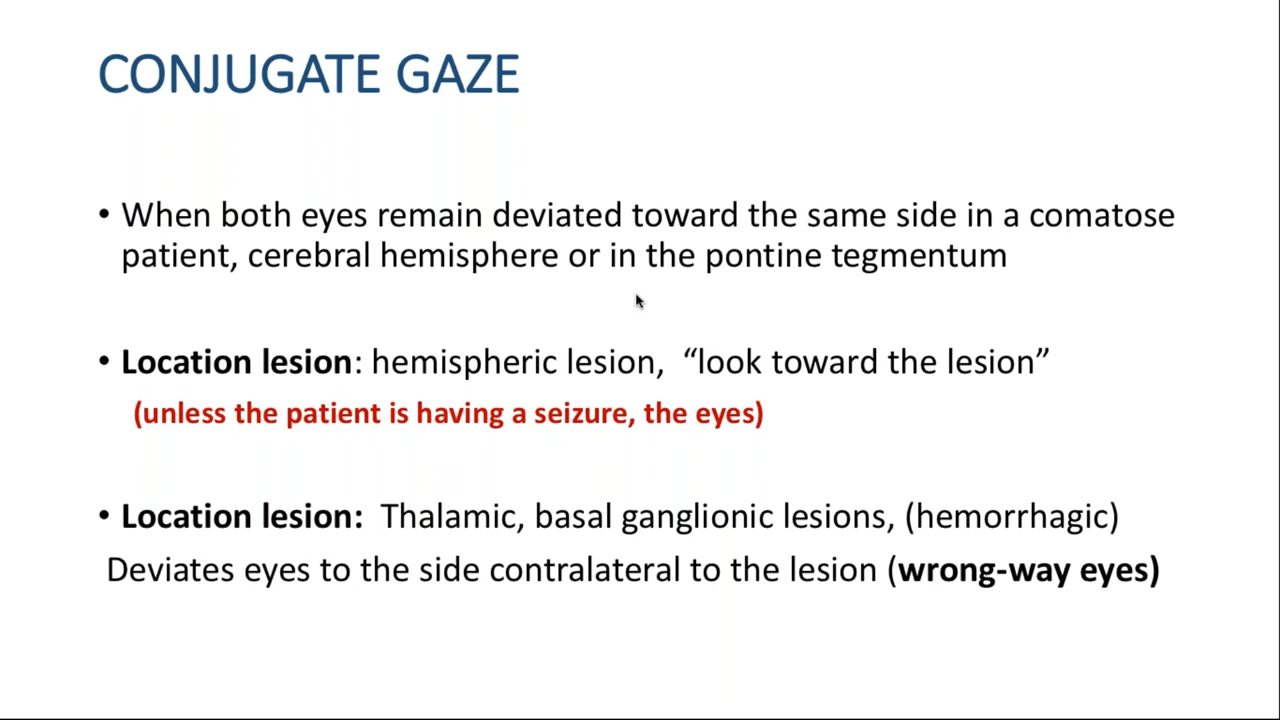 CONJUGATE GAZE
• When both eyes remain deviated toward the same side in a comatose
patient, cerebral hemisphere or in the pontine tegmentum
• Location lesion: hemispheric lesion, “look toward the lesion”
(unless the patient is having a seizure, the eyes)
• Location lesion: Thalamic, basal ganglionic lesions, (hemorrhagic)
Deviates eyes to the side contralateral to the lesion (wrong-way eyes)